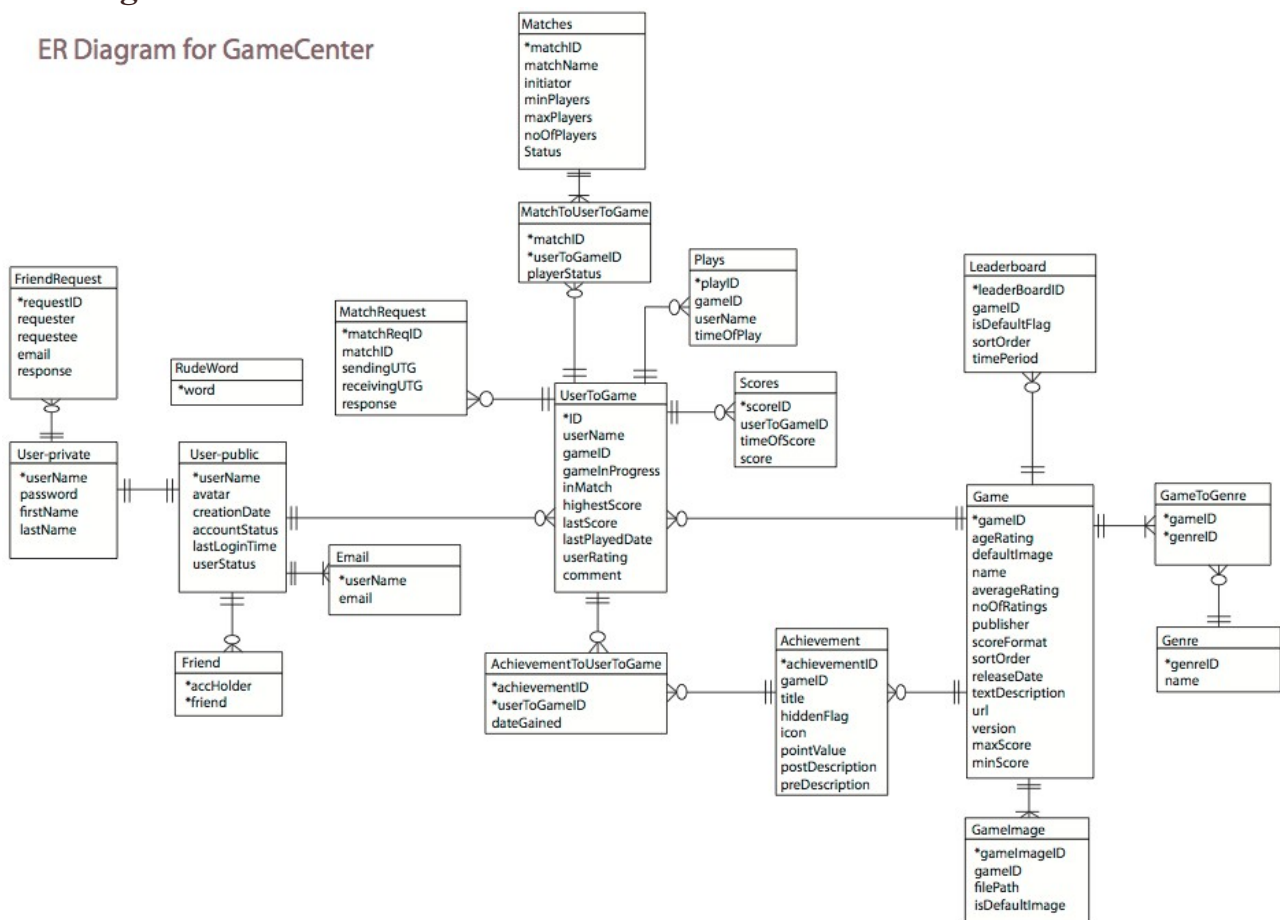 ER Diagram for GameCenter
Matches
*matchID
matchName
initiator
minPlayers
maxPlayers
noOfPlayers
Status
MatchToUserToGame
*matchID
*userToGameID
playerStatus
Plays
*playID
gameID
userName
timeOfPlay
Leaderboard
*leaderBoardID
gameID
isDefaultFlag
sortOrder
timePeriod
FriendRequest
*requestID
requester
requestee
email
response
MatchRequest
*matchReqID
matchID
sendingUTG
receivingUTG
response
RudeWord
*word
UserToGame
*ID
userName
gameID
gameInProgress
inMatch
highestScore
lastScore
lastPlayedDate
userRating
comment
Scores
*scoreID
userToGameID
timeOfScore
score
User-private
*userName
password
firstName
lastName
User-public
*userName
avatar
creationDate
accountStatus
lastLoginTime
userStatus
Email
*userName
email
Game
*gameID
ageRating
defaultImage
name
averageRating
noOfRatings
publisher
scoreFormat
sortOrder
releaseDate
textDescription
url
version
maxScore
minScore
GameToGenre
*gameID
*genreID
Genre
*genreID
name
Friend
*accHolder
*friend
AchievementToUserToGame
*achievementID
*userToGameID
dateGained
Achievement
*achievementID
gameID
title
hiddenFlag
icon
pointValue
postDescription
preDescription
GameImage
*gameImageID
gameID
filePath
isDefaultImage